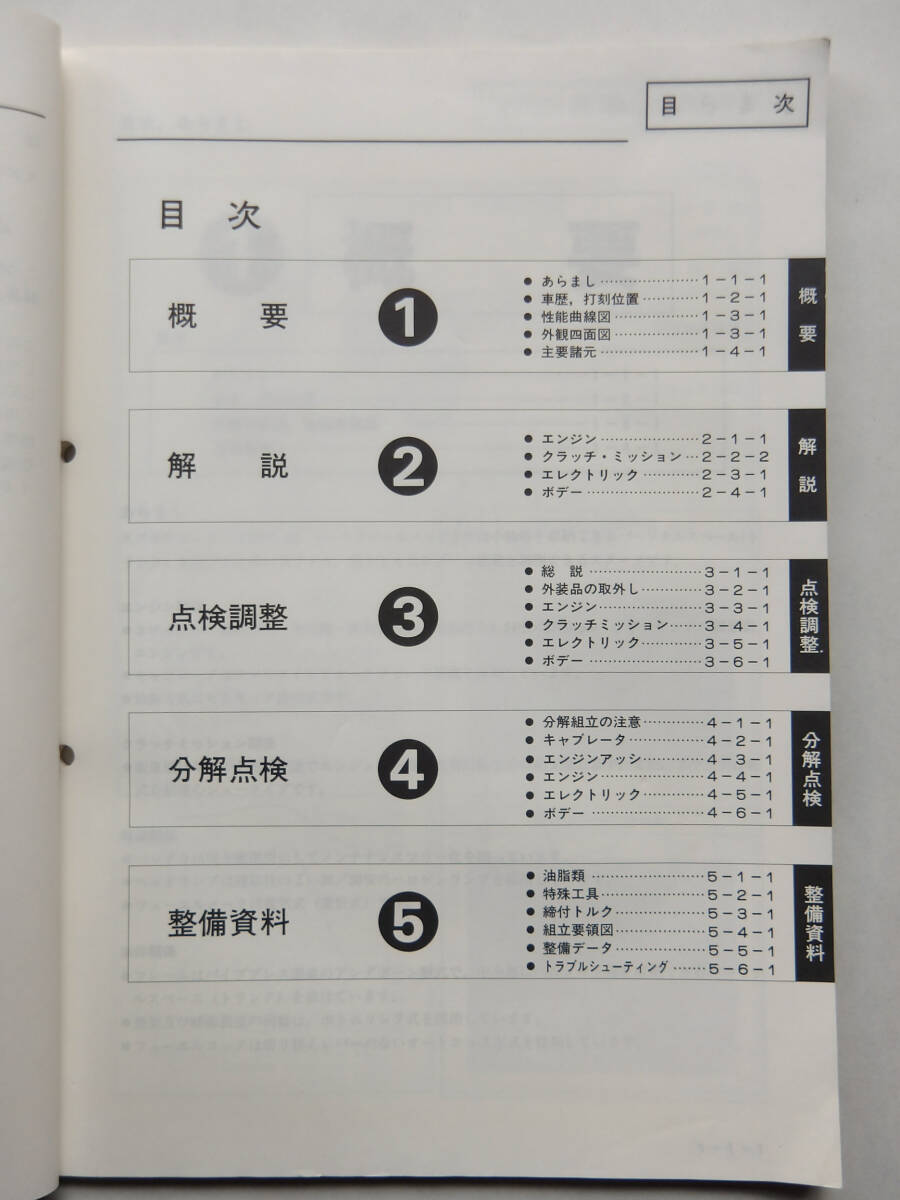 目 次
目 次
概 要 ❶
● あらまし…………………1－1－1
● 車歴，打刻位置…………1－2－1
● 性能曲線図………………1－3－1
● 外観四面図………………1－3－1
● 主要諸元…………………1－4－1
概要
解 説 ❷
● エンジン…………………2－1－1
● クラッチ・ミッション…2－2－2
● エレクトリック…………2－3－1
● ボデー……………………2－4－1
解説
点検調整 ❸
● 総 説……………………3－1－1
● 外装品の取外し…………3－2－1
● エンジン…………………3－3－1
● クラッチミッション……3－4－1
● エレクトリック…………3－5－1
● ボデー……………………3－6－1
点検調整
分解点検 ❹
● 分解組立の注意…………4－1－1
● キャブレータ……………4－2－1
● エンジンアッシ…………4－3－1
● エンジン…………………4－4－1
● エレクトリック…………4－5－1
● ボデー……………………4－6－1
分解点検
整備資料 ❺
● 油脂類……………………5－1－1
● 特殊工具…………………5－2－1
● 締付トルク………………5－3－1
● 組立要領図………………5－4－1
● 整備データ………………5－5－1
● トラブルシューティング……5－6－1
整備資料